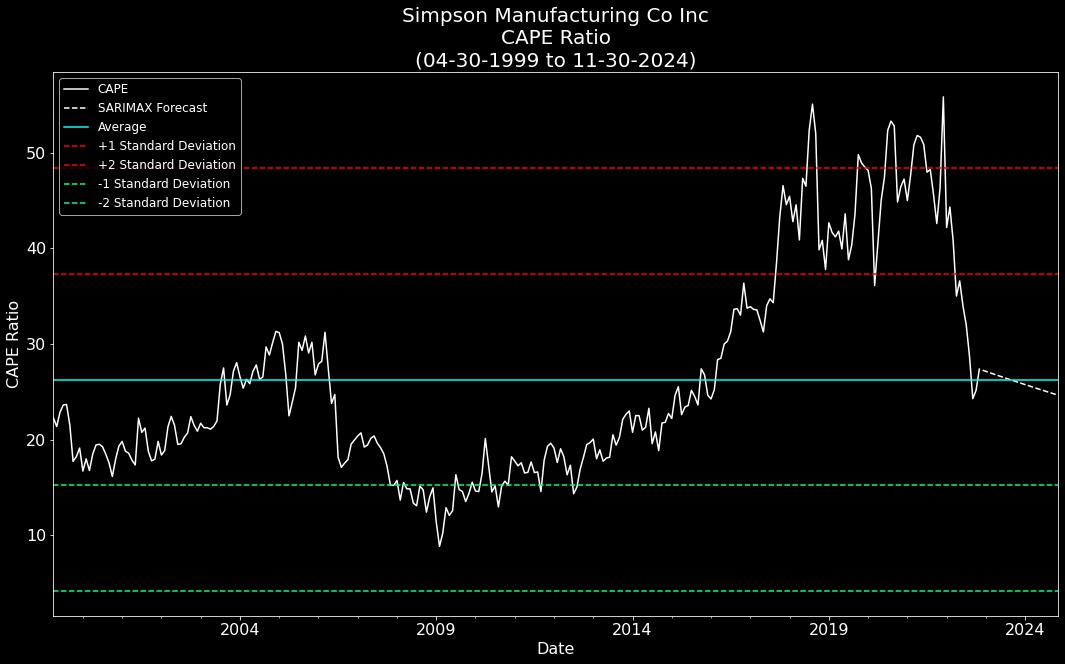 Simpson Manufacturing Co Inc
CAPE Ratio
(04-30-1999 to 11-30-2024)
CAPE
SARIMAX Forecast
Average
+1 Standard Deviation
+2 Standard Deviation
-1 Standard Deviation
-2 Standard Deviation
CAPE Ratio
50
40
30
20
10
2004 2009 2014 2019 2024
Date